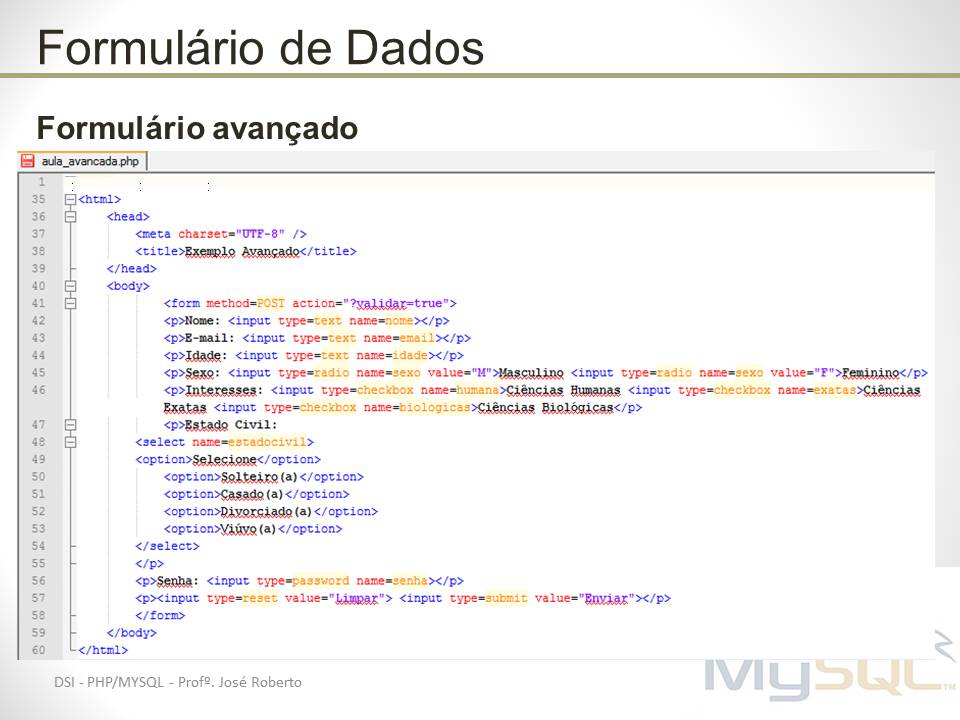 Formulário de Dados
Formulário avançado
aula_avancada.php
1 : : :
35 <html>
36 <head>
37 <meta charset="UTF-8" />
38 <title>Exemplo Avançado</title>
39 </head>
40 <body>
41 <form method=POST action="?validar=true">
42 <p>Nome: <input type=text name=nome></p>
43 <p>E-mail: <input type=text name=email></p>
44 <p>Idade: <input type=text name=idade></p>
45 <p>Sexo: <input type=radio name=sexo value="M">Masculino <input type=radio name=sexo value="F">Feminino</p>
46 <p>Interesses: <input type=checkbox name=humana>Ciências Humanas <input type=checkbox name=exatas>Ciências
Exatas <input type=checkbox name=biologicas>Ciências Biológicas</p>
47 <p>Estado Civil:
48 <select name=estadocivil>
49 <option>Selecione</option>
50 <option>Solteiro(a)</option>
51 <option>Casado(a)</option>
52 <option>Divorciado(a)</option>
53 <option>Viúvo(a)</option>
54 </select>
55 </p>
56 <p>Senha: <input type=password name=senha></p>
57 <p><input type=reset value="Limpar"> <input type=submit value="Enviar"></p>
58 </form>
59 </body>
60 </html>
DSI - PHP/MYSQL - Profº. José Roberto
MySQL TM